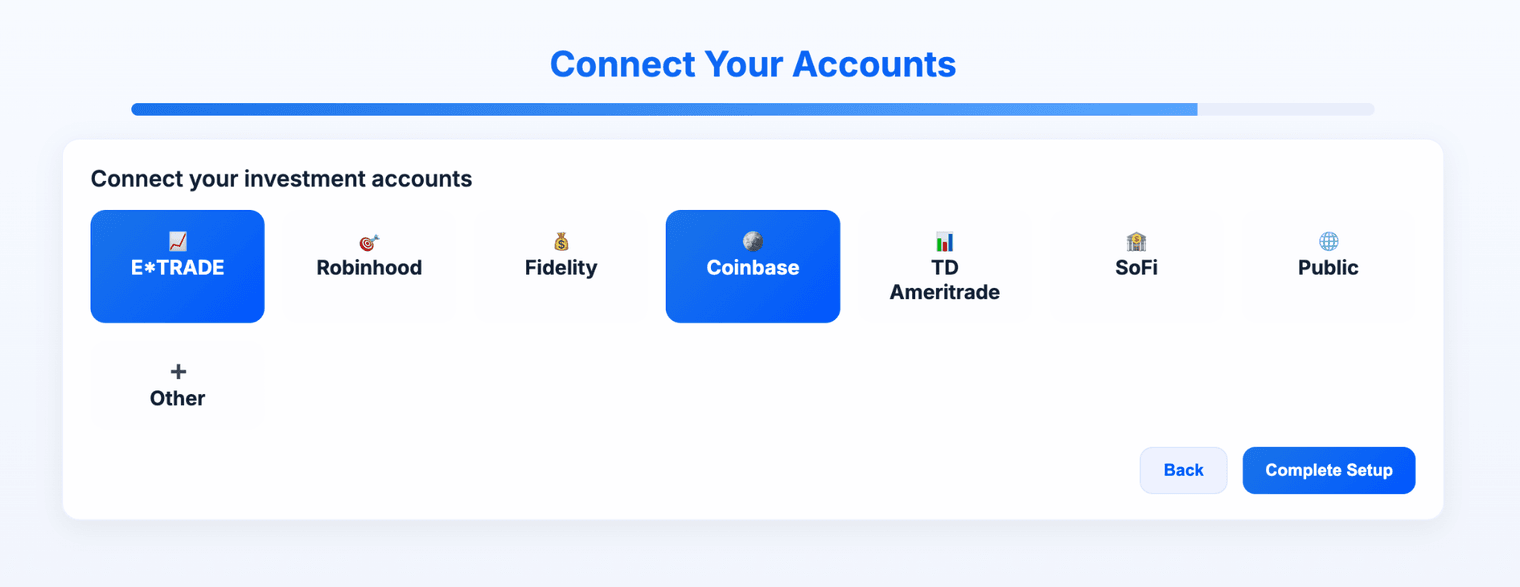 Connect Your Accounts
Connect your investment accounts
E*TRADE
Robinhood
Fidelity
Coinbase
TD
Ameritrade
SoFi
Public
Other
Back
Complete Setup